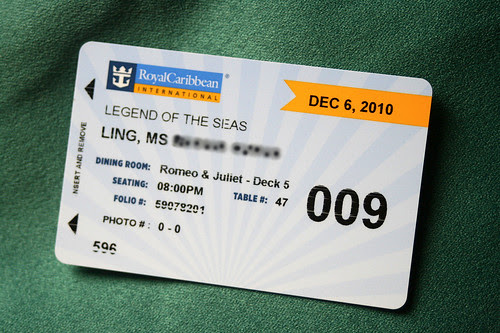 RoyalCaribbean®
INTERNATIONAL
DEC 6, 2010
LEGEND OF THE SEAS
LING, MS
DINING ROOM: Romeo & Juliet - Deck 5
SEATING: 08:00PM TABLE #: 47
FOLIO #: 59078201
PHOTO # : 0 - 0
009
596
INSERT AND REMOVE